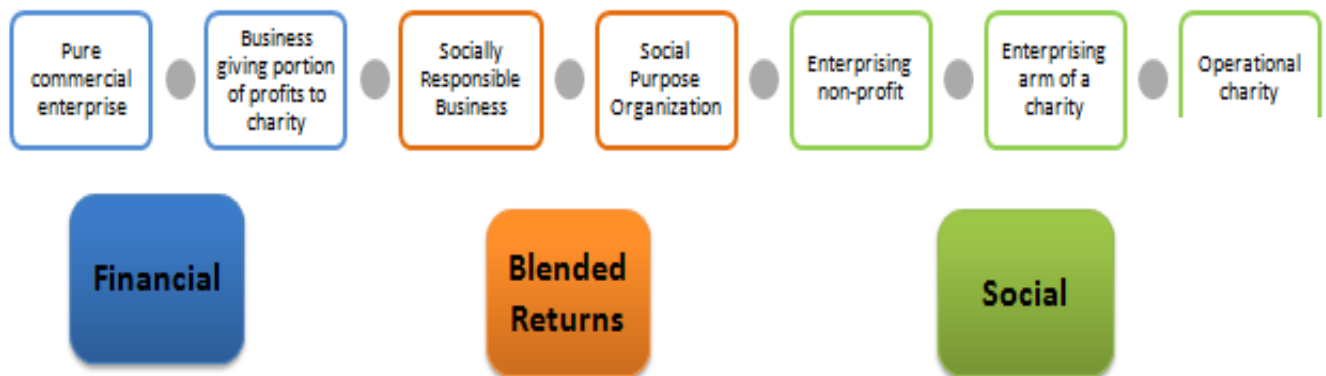 Pure
commercial
enterprise
Business
giving portion
of profits to
charity
Socially
Responsible
Business
Social
Purpose
Organization
Enterprising
non-profit
Enterprising
arm of a
charity
Operational
charity
Financial
Blended
Returns
Social